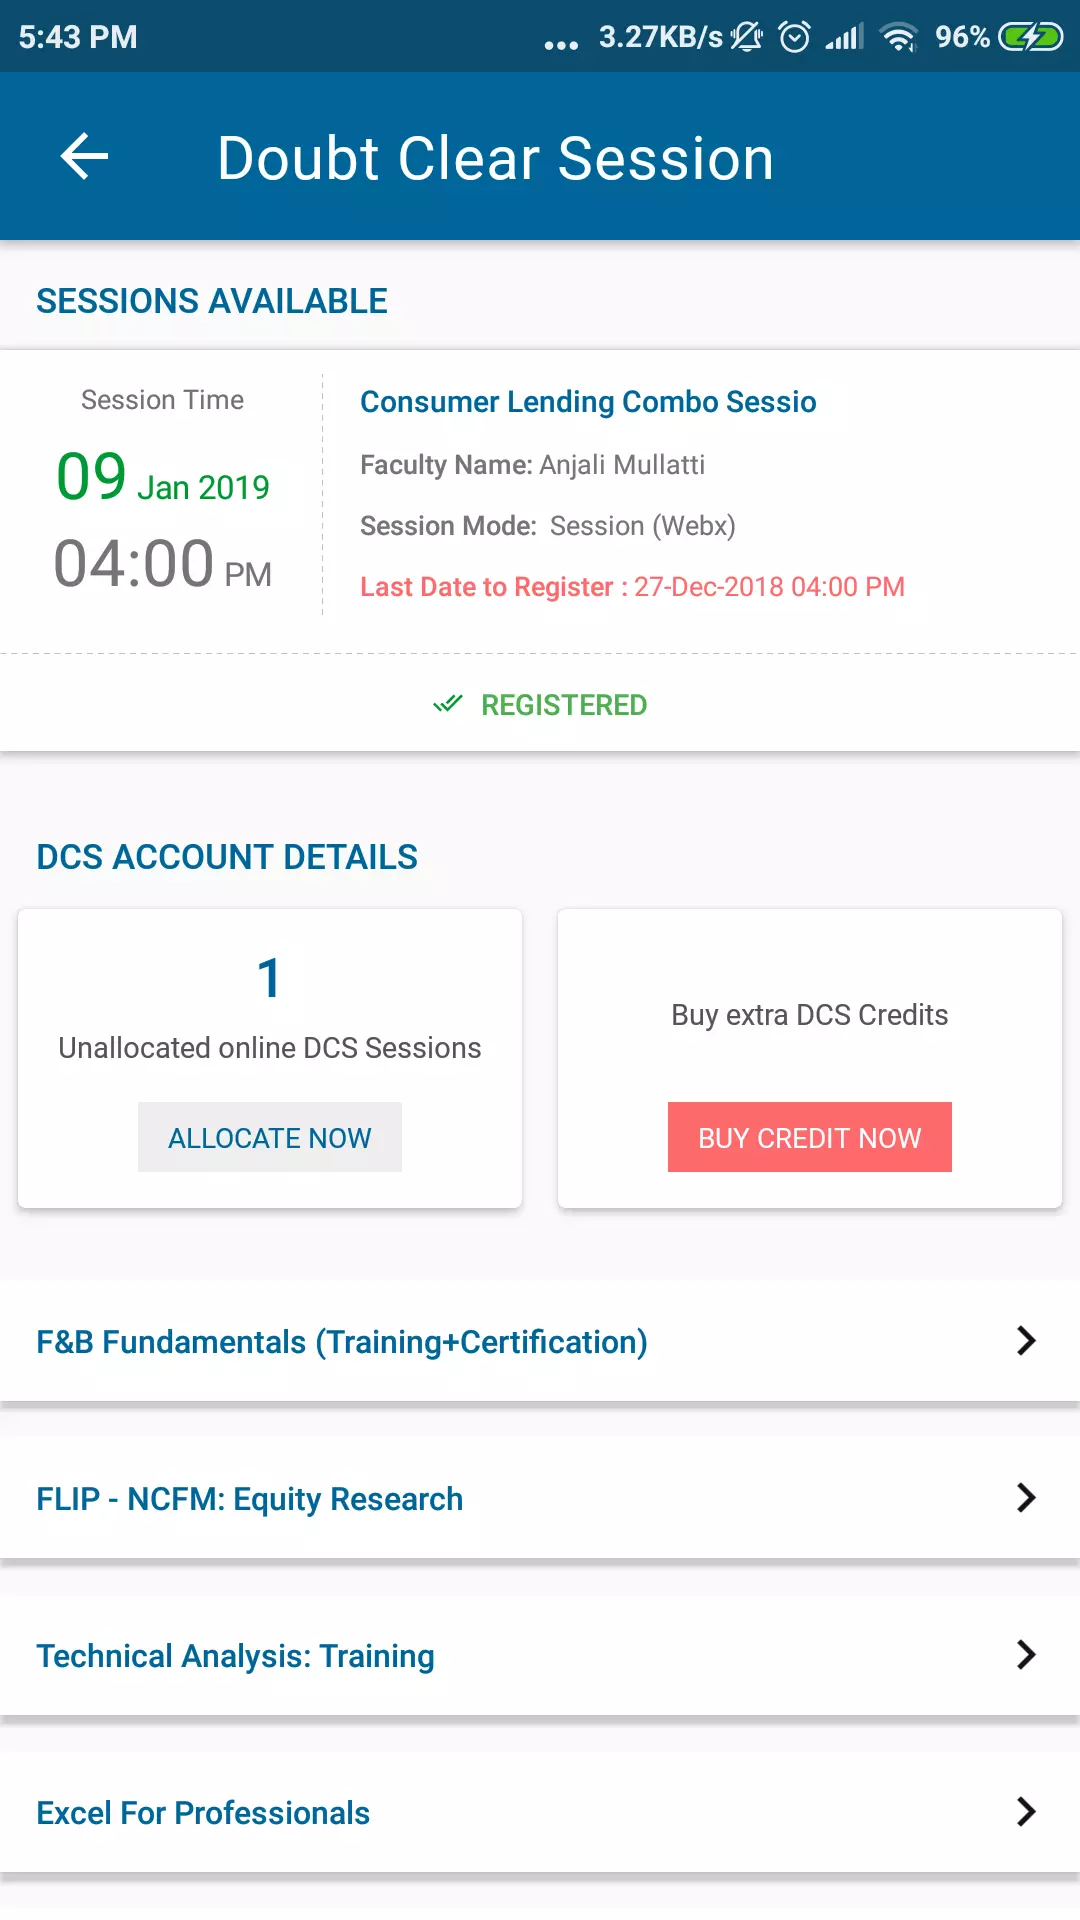 5:43 PM ... 3.27KB/s 96%
Doubt Clear Session
SESSIONS AVAILABLE
Session Time
09 Jan 2019
04:00 PM
Consumer Lending Combo Sessio
Faculty Name: Anjali Mullatti
Session Mode: Session (Webx)
Last Date to Register : 27-Dec-2018 04:00 PM
REGISTERED
DCS ACCOUNT DETAILS
1
Unallocated online DCS Sessions
ALLOCATE NOW
Buy extra DCS Credits
BUY CREDIT NOW
F&B Fundamentals (Training+Certification)
FLIP - NCFM: Equity Research
Technical Analysis: Training
Excel For Professionals